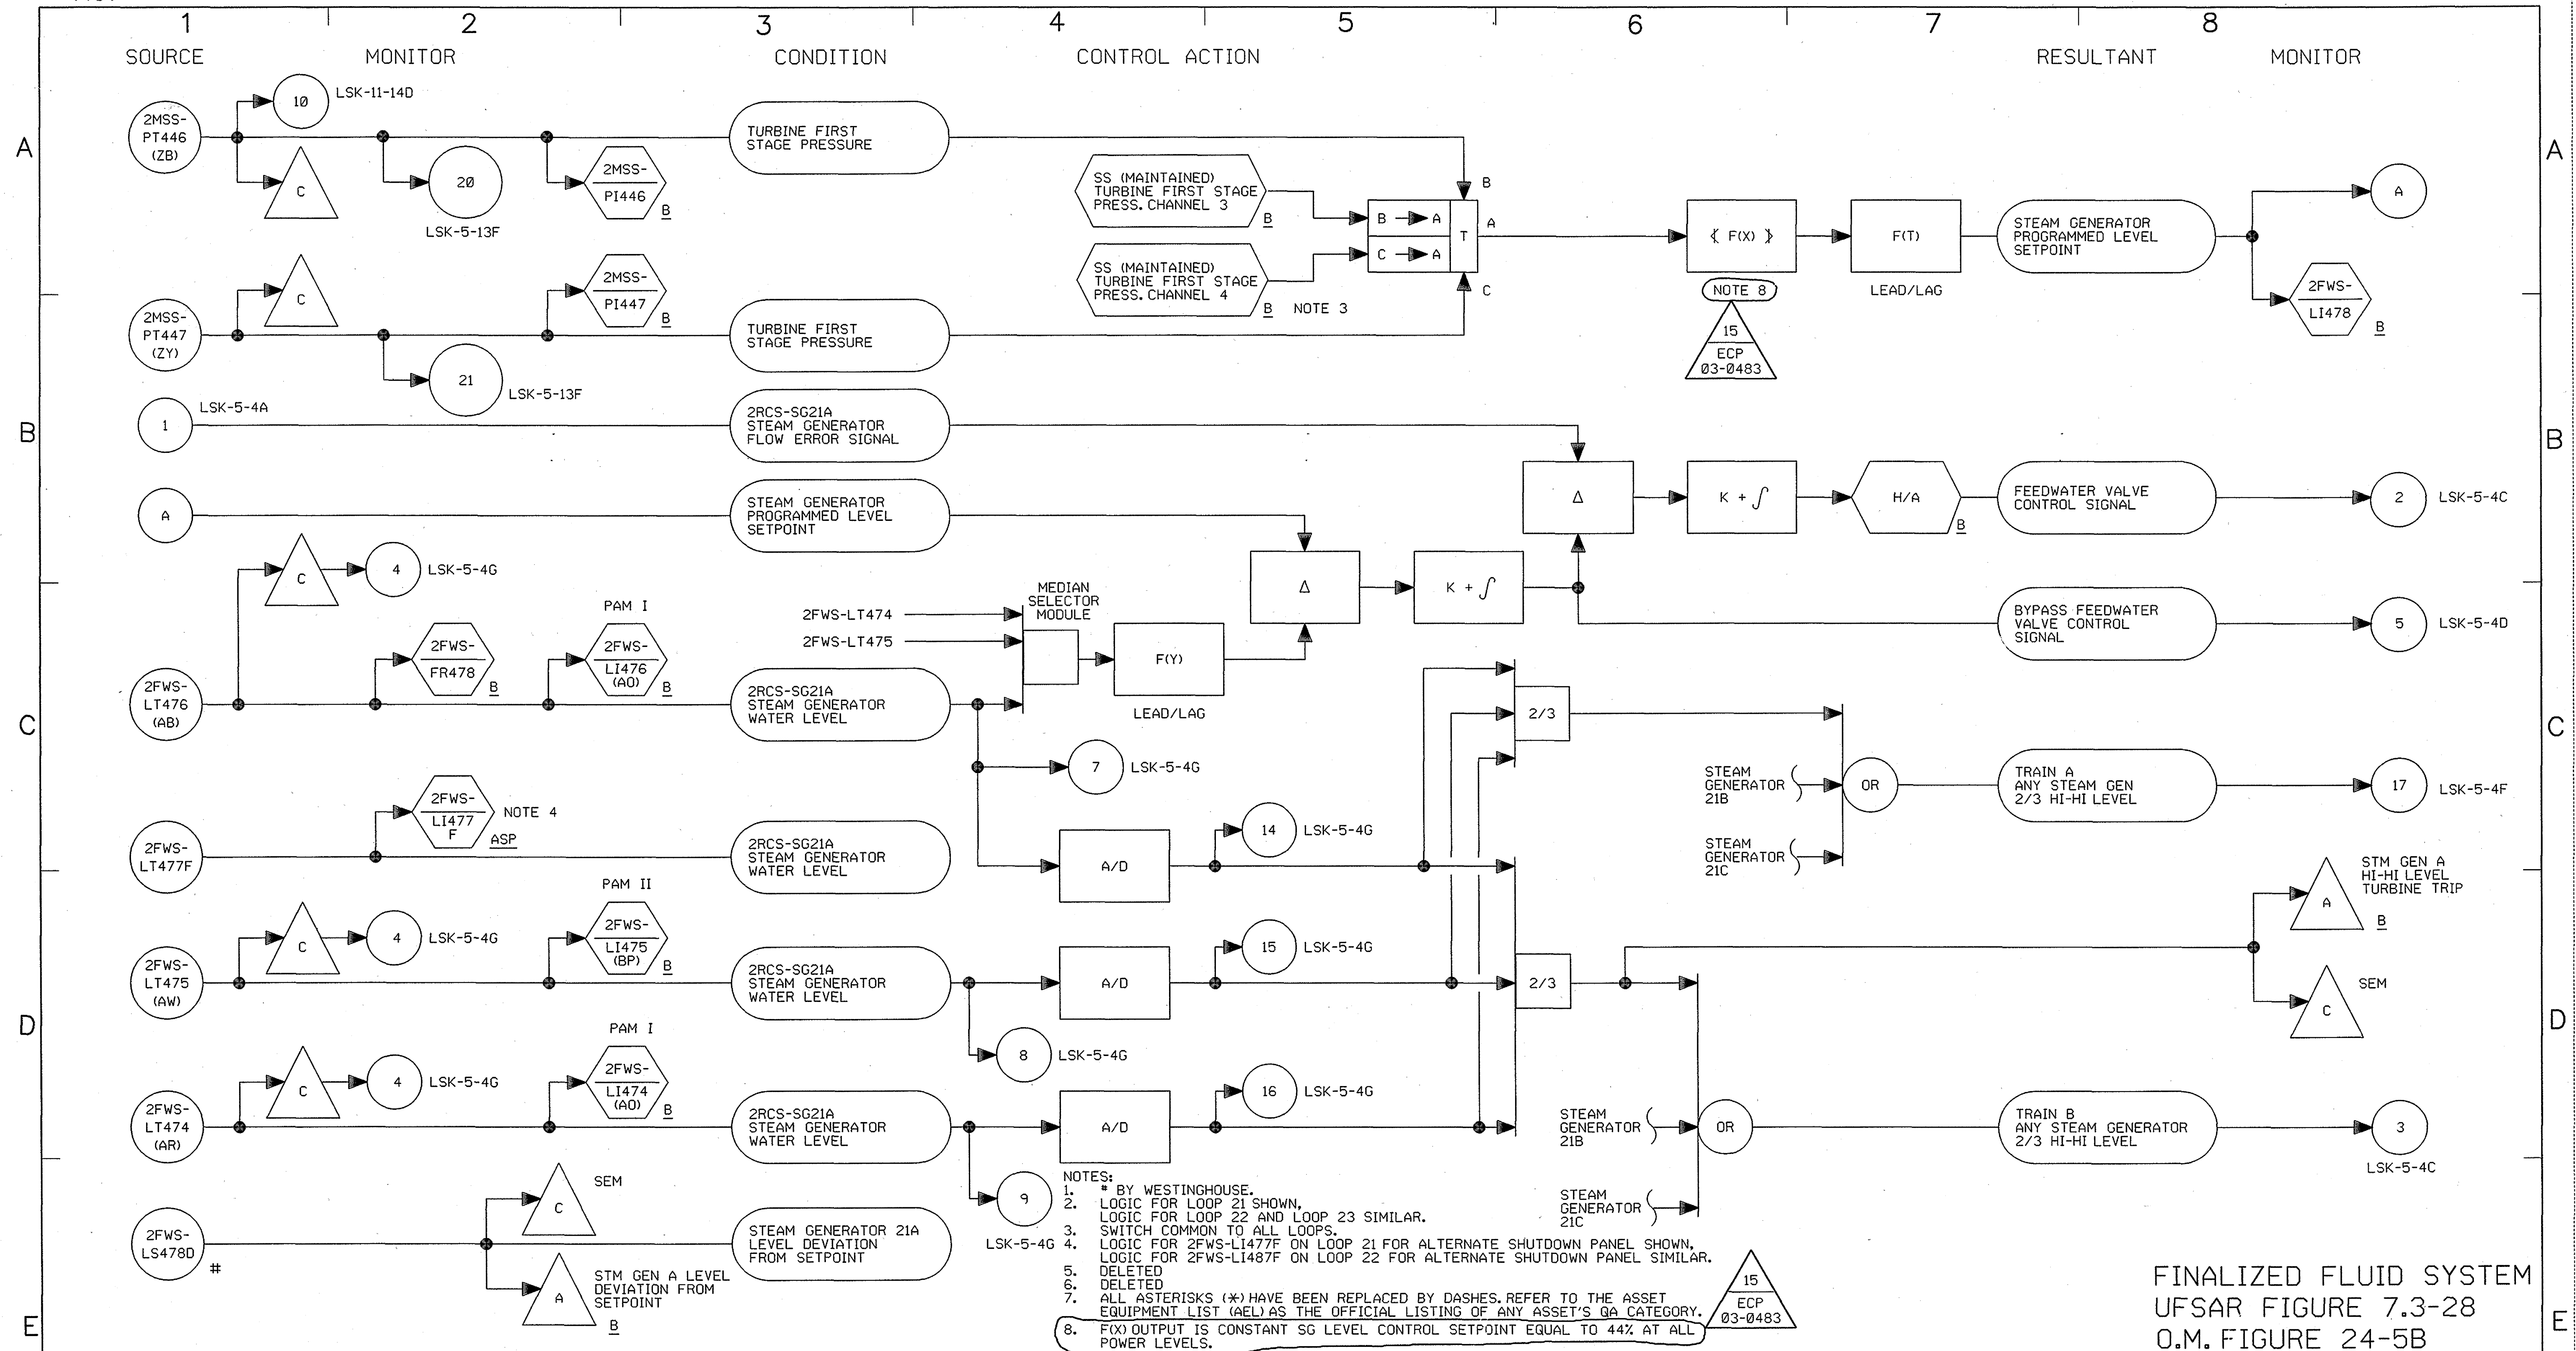 1 2 3 4 5 6 7 8
SOURCE MONITOR CONDITION CONTROL ACTION RESULTANT MONITOR
A
2MSS-
PT446
(ZB)
10
LSK-11-14D
C
20
LSK-5-13F
2MSS-
PI446
B
TURBINE FIRST
STAGE PRESSURE
SS (MAINTAINED)
TURBINE FIRST STAGE
PRESS. CHANNEL 3
B
SS (MAINTAINED)
TURBINE FIRST STAGE
PRESS. CHANNEL 4
B NOTE 3
B
B A
C A
T
A
C
F(X)
NOTE 8
15
ECP
03-0483
F(T)
LEAD/LAG
STEAM GENERATOR
PROGRAMMED LEVEL
SETPOINT
A
2FWS-
LI478
B
A
2MSS-
PT447
(ZY)
C
21
LSK-5-13F
2MSS-
PI447
B
TURBINE FIRST
STAGE PRESSURE
B
1
LSK-5-4A
2RCS-SG21A
STEAM GENERATOR
FLOW ERROR SIGNAL
A
STEAM GENERATOR
PROGRAMMED LEVEL
SETPOINT
Δ
K + ∫
H/A
B
FEEDWATER VALVE
CONTROL SIGNAL
2
LSK-5-4C
B
C
4
LSK-5-4G
Δ
K + ∫
BYPASS FEEDWATER
VALVE CONTROL
SIGNAL
5
LSK-5-4D
MEDIAN
SELECTOR
MODULE
2FWS-LT474
2FWS-LT475
F(Y)
LEAD/LAG
C
2FWS-
LT476
(AB)
2FWS-
FR478
B
PAM I
2FWS-
LI476
(AO)
B
2RCS-SG21A
STEAM GENERATOR
WATER LEVEL
7
LSK-5-4G
2/3
STEAM
GENERATOR
21B
STEAM
GENERATOR
21C
OR
TRAIN A
ANY STEAM GEN
2/3 HI-HI LEVEL
17
LSK-5-4F
C
2FWS-
LT477F
2FWS-
LI477
F
NOTE 4
ASP
2RCS-SG21A
STEAM GENERATOR
WATER LEVEL
A/D
14
LSK-5-4G
STM GEN A
HI-HI LEVEL
TURBINE TRIP
A
B
C
SEM
D
2FWS-
LT475
(AW)
C
4
LSK-5-4G
PAM II
2FWS-
LI475
(BP)
B
2RCS-SG21A
STEAM GENERATOR
WATER LEVEL
A/D
15
LSK-5-4G
8
LSK-5-4G
2/3
D
2FWS-
LT474
(AR)
C
4
LSK-5-4G
PAM I
2FWS-
LI474
(AO)
B
2RCS-SG21A
STEAM GENERATOR
WATER LEVEL
A/D
16
LSK-5-4G
9
LSK-5-4G
STEAM
GENERATOR
21B
STEAM
GENERATOR
21C
OR
TRAIN B
ANY STEAM GENERATOR
2/3 HI-HI LEVEL
3
LSK-5-4C
2FWS-
LS478D
#
C
SEM
A
STM GEN A LEVEL
DEVIATION FROM
SETPOINT
B
STEAM GENERATOR 21A
LEVEL DEVIATION
FROM SETPOINT
NOTES:
1. # BY WESTINGHOUSE.
2. LOGIC FOR LOOP 21 SHOWN,
LOGIC FOR LOOP 22 AND LOOP 23 SIMILAR.
3. SWITCH COMMON TO ALL LOOPS.
4. LOGIC FOR 2FWS-LI477F ON LOOP 21 FOR ALTERNATE SHUTDOWN PANEL SHOWN,
LOGIC FOR 2FWS-LI487F ON LOOP 22 FOR ALTERNATE SHUTDOWN PANEL SIMILAR.
5. DELETED
6. DELETED
7. ALL ASTERISKS (*) HAVE BEEN REPLACED BY DASHES. REFER TO THE ASSET
EQUIPMENT LIST (AEL) AS THE OFFICIAL LISTING OF ANY ASSET'S QA CATEGORY.
8. F(X) OUTPUT IS CONSTANT SG LEVEL CONTROL SETPOINT EQUAL TO 44% AT ALL
POWER LEVELS.
15
ECP
03-0483
E
E
FINALIZED FLUID SYSTEM
UFSAR FIGURE 7.3-28
O.M. FIGURE 24-5B